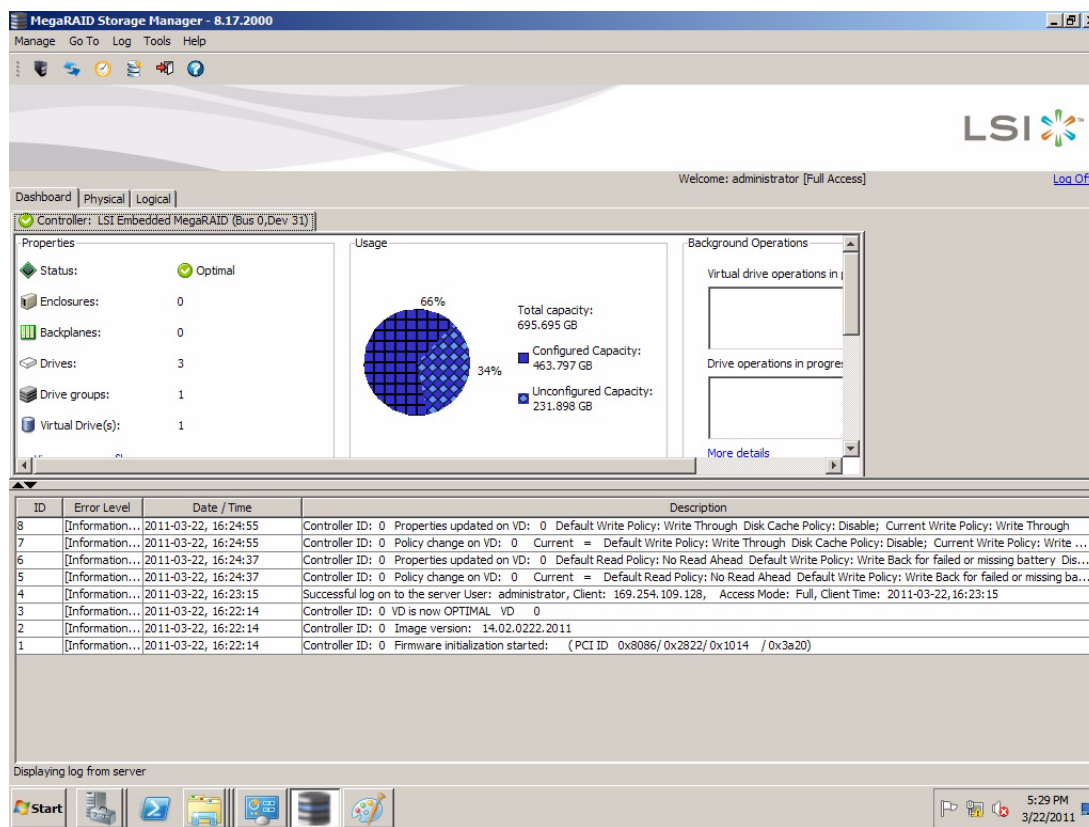 MegaRAID Storage Manager - 8.17.2000
Manage Go To Log Tools Help
LSI™
Welcome: administrator [Full Access]
Log Of
Dashboard Physical Logical
Controller: LSI Embedded MegaRAID (Bus 0,Dev 31)
Properties
Status: Optimal
Enclosures: 0
Backplanes: 0
Drives: 3
Drive groups: 1
Virtual Drive(s): 1
Usage
66%
34%
Total capacity:
695.695 GB
Configured Capacity:
463.797 GB
Unconfigured Capacity:
231.898 GB
Background Operations
Virtual drive operations in
Drive operations in progre
More details
ID Error Level Date / Time Description
8 [Information... 2011-03-22, 16:24:55 Controller ID: 0 Properties updated on VD: 0 Default Write Policy: Write Through Disk Cache Policy: Disable; Current Write Policy: Write Through
7 [Information... 2011-03-22, 16:24:55 Controller ID: 0 Policy change on VD: 0 Current = Default Write Policy: Write Through Disk Cache Policy: Disable; Current Write Policy: Write ...
6 [Information... 2011-03-22, 16:24:37 Controller ID: 0 Properties updated on VD: 0 Default Read Policy: No Read Ahead Default Write Policy: Write Back for failed or missing battery Dis...
5 [Information... 2011-03-22, 16:24:37 Controller ID: 0 Policy change on VD: 0 Current = Default Read Policy: No Read Ahead Default Write Policy: Write Back for failed or missing ba...
4 [Information... 2011-03-22, 16:23:15 Successful log on to the server User: administrator, Client: 169.254.109.128, Access Mode: Full, Client Time: 2011-03-22,16:23:15
3 [Information... 2011-03-22, 16:22:14 Controller ID: 0 VD is now OPTIMAL VD 0
2 [Information... 2011-03-22, 16:22:14 Controller ID: 0 Image version: 14.02.0222.2011
1 [Information... 2011-03-22, 16:22:14 Controller ID: 0 Firmware initialization started: (PCI ID 0x8086/ 0x2822/ 0x1014 / 0x3a20)
Displaying log from server
Start
5:29 PM
3/22/2011